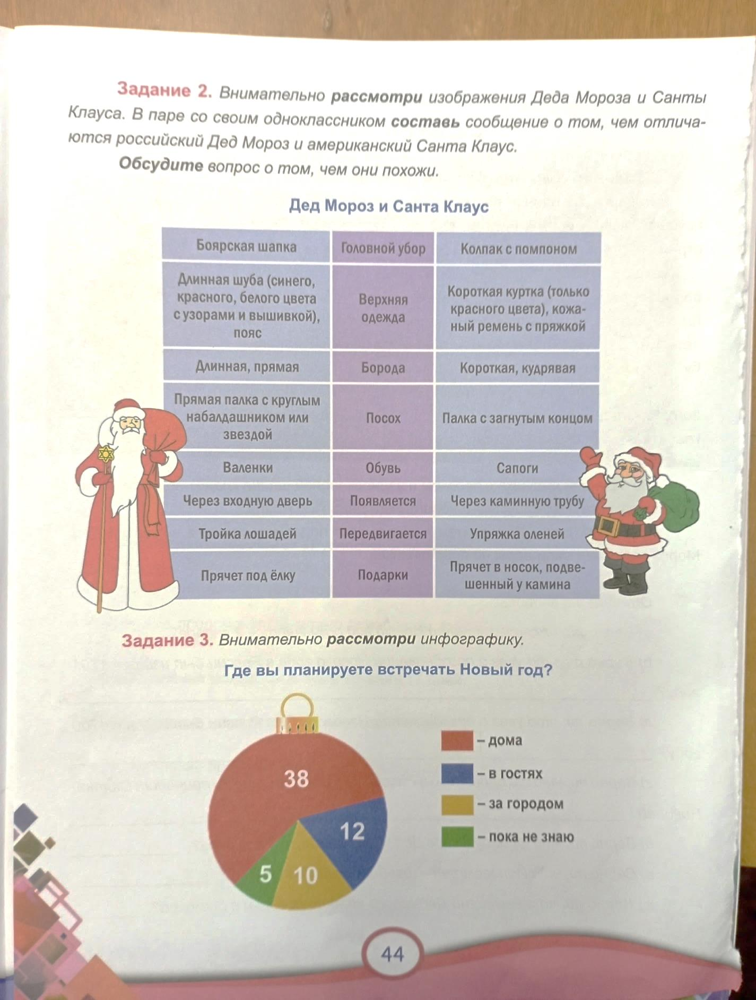 Задание 2. Внимательно рассмотри изображения Деда Мороза и Санты
Клауса. В паре со своим одноклассником составь сообщение о том, чем отлича-
ются российский Дед Мороз и американский Санта Клаус.
Обсудите вопрос о том, чем они похожи.
Дед Мороз и Санта Клаус
Боярская шапка
Головной убор
Колпак с помпоном
Длинная шуба (синего,
красного, белого цвета
с узорами и вышивкой),
пояс
Верхняя
одежда
Короткая куртка (только
красного цвета), кожа-
ный ремень с пряжкой
Длинная, прямая
Борода
Короткая, кудрявая
Прямая палка с круглым
набалдашником или
звездой
Посох
Палка с загнутым концом
Валенки
Обувь
Сапоги
Через входную дверь
Появляется
Через каминную трубу
Тройка лошадей
Передвигается
Упряжка оленей
Прячет под ёлку
Подарки
Прячет в носок, подве-
шенный у камина
Задание 3. Внимательно рассмотри инфографику.
Где вы планируете встречать Новый год?
38
12
10
5
– дома
– в гостях
– за городом
– пока не знаю
44